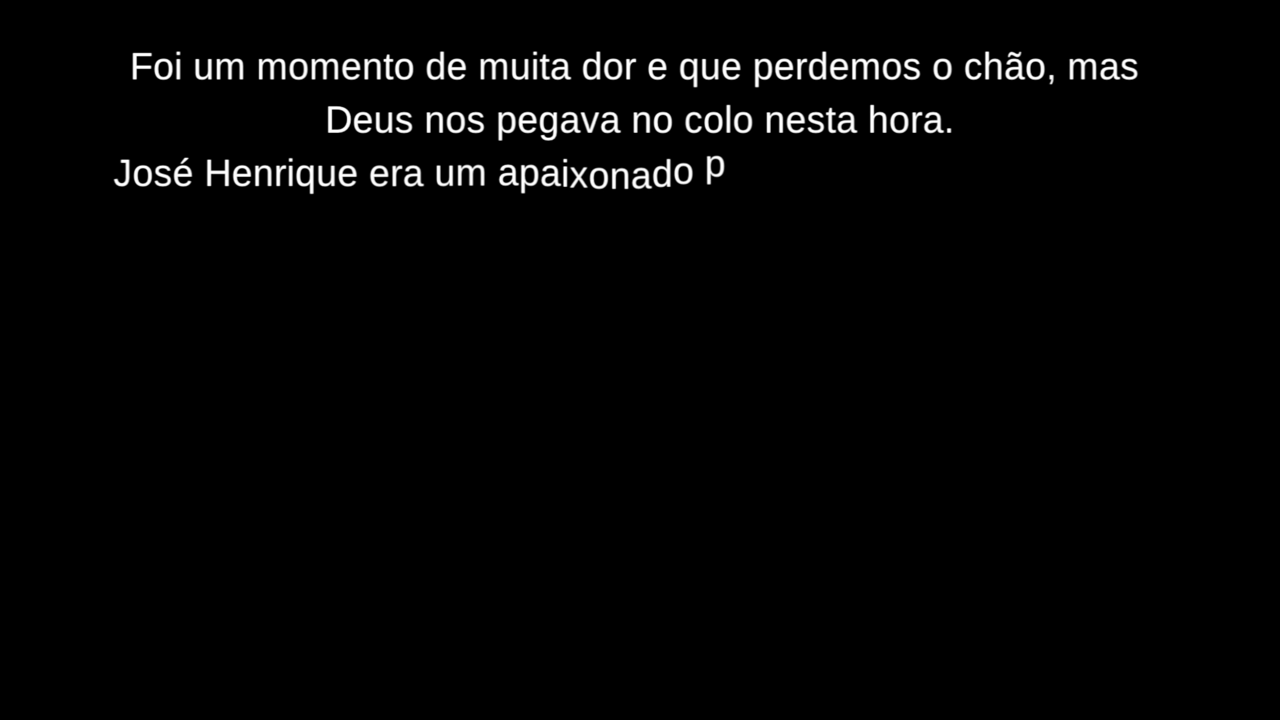 Foi um momento de muita dor e que perdemos o chão, mas
Deus nos pegava no colo nesta hora.
José Henrique era um apaixonado p